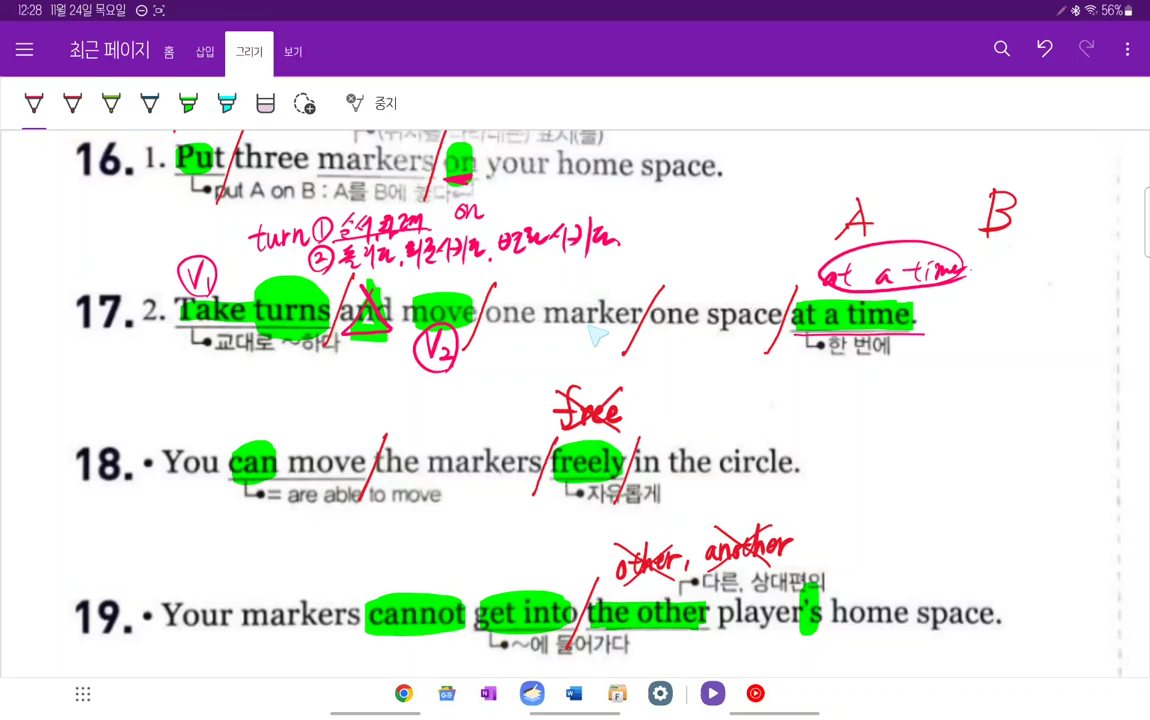 12:28 11월 24일 목요일 56%
최근 페이지 홈 삽입 그리기 보기
중지
16. 1. Put three markers on your home space.
put A on B : A를 B에 놓다
on
turn ① 순서, 차례
② 돌리다, 회전시키다, 변화시키다.
A B
at a time.
V1
17. 2. Take turns and move one marker one space at a time.
교대로 ~하다
V2
한 번에
free
18. • You can move the markers freely in the circle.
= are able to move
자유롭게
other, another
다른, 상대편의
19. • Your markers cannot get into the other player's home space.
~에 들어가다